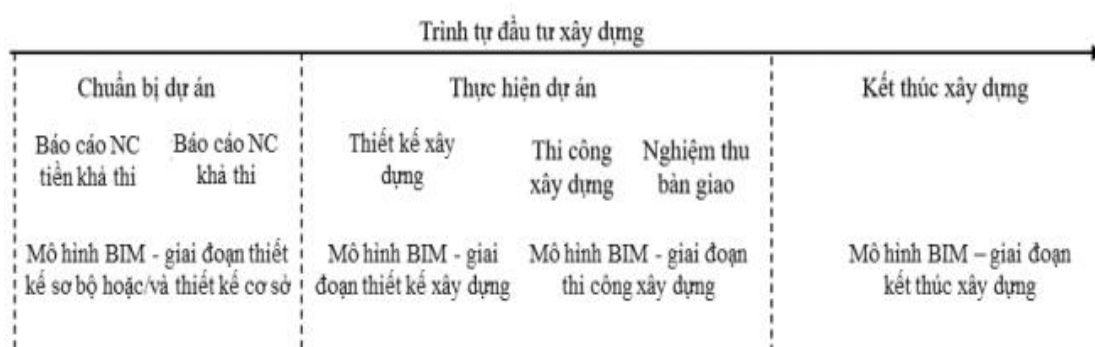 Trình tự đầu tư xây dựng
Chuẩn bị dự án
Thực hiện dự án
Kết thúc xây dựng
Báo cáo NC
tiền khả thi
Báo cáo NC
khả thi
Thiết kế xây
dựng
Thi công
xây dựng
Nghiệm thu
bàn giao
Mô hình BIM - giai đoạn thiết
kế sơ bộ hoặc/và thiết kế cơ sở
Mô hình BIM - giai
đoạn thiết kế xây dựng
Mô hình BIM - giai đoạn
thi công xây dựng
Mô hình BIM – giai đoạn
kết thúc xây dựng